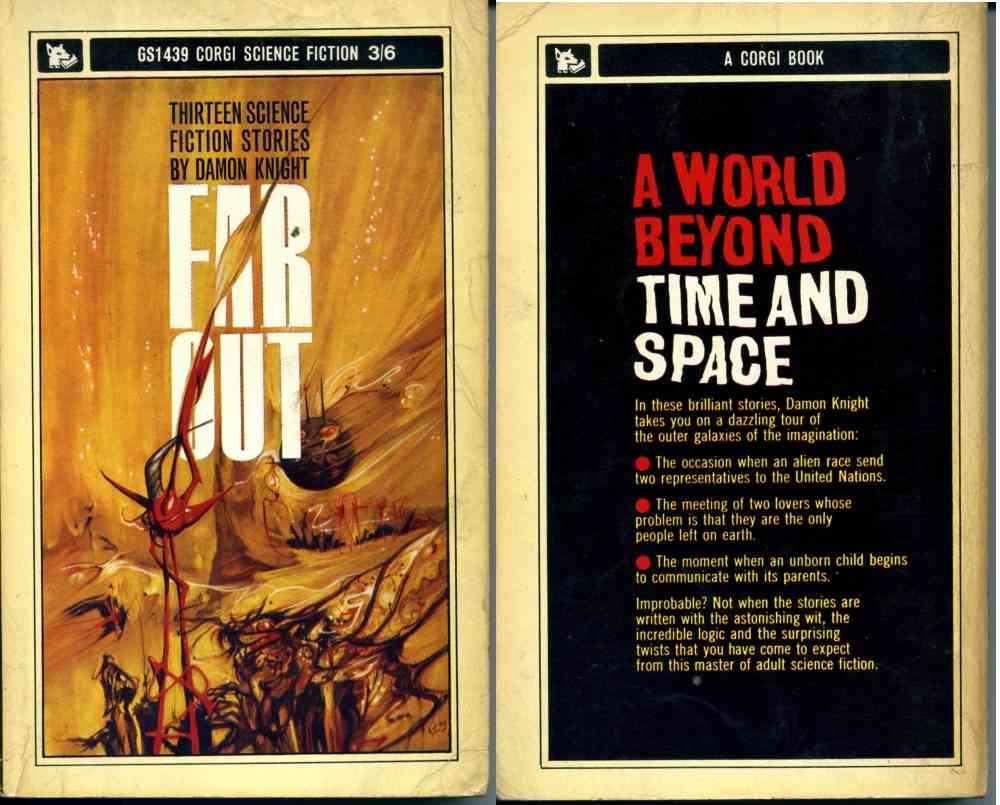 GS1439 CORGI SCIENCE FICTION 3/6
THIRTEEN SCIENCE
FICTION STORIES
BY DAMON KNIGHT
FAR
OUT
A CORGI BOOK
A WORLD
BEYOND
TIME AND
SPACE
In these brilliant stories, Damon Knight
takes you on a dazzling tour of
the outer galaxies of the imagination:
● The occasion when an alien race send
two representatives to the United Nations.
● The meeting of two lovers whose
problem is that they are the only
people left on earth.
● The moment when an unborn child begins
to communicate with its parents.
Improbable? Not when the stories are
written with the astonishing wit, the
incredible logic and the surprising
twists that you have come to expect
from this master of adult science fiction.